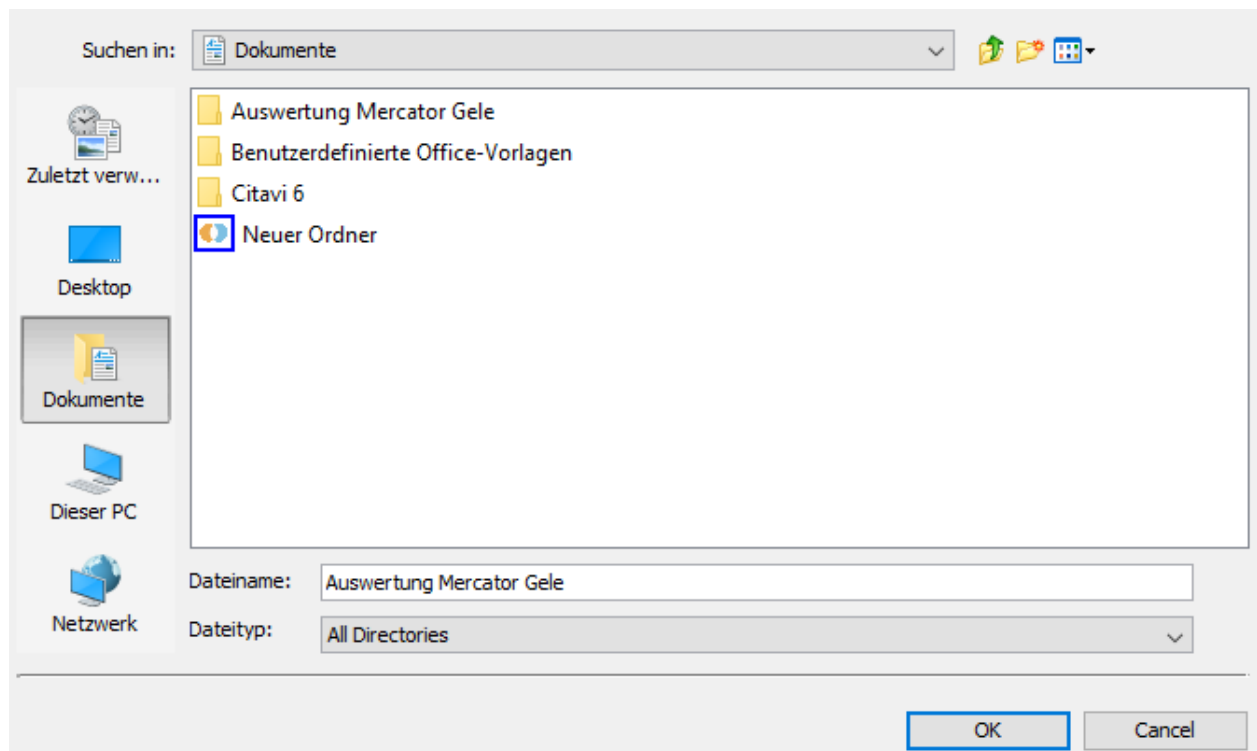 Suchen in: Dokumente
Zuletzt verw...
Desktop
Dokumente
Dieser PC
Netzwerk
Auswertung Mercator Gele
Benutzerdefinierte Office-Vorlagen
Citavi 6
Neuer Ordner
Dateiname: Auswertung Mercator Gele
Dateityp: All Directories
OK Cancel